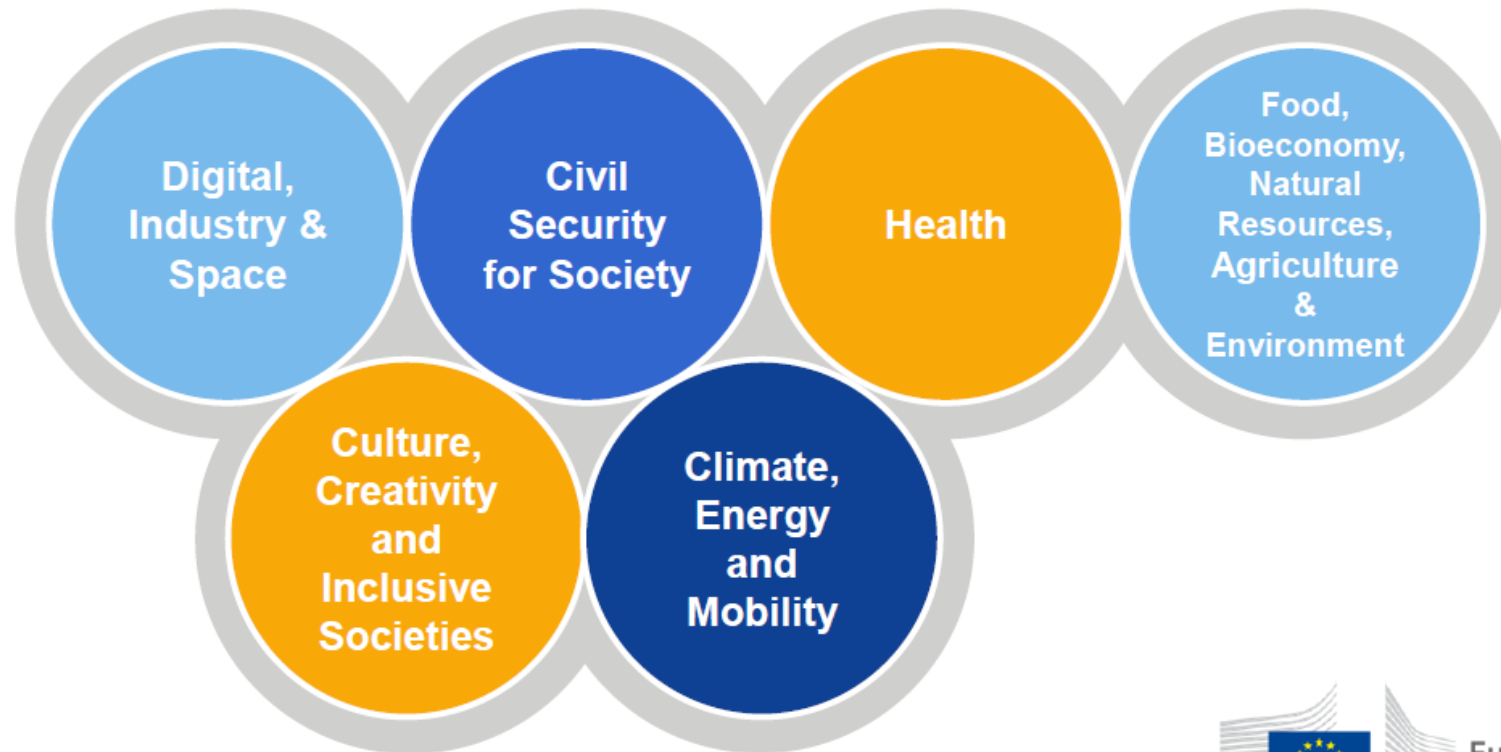 Digital,
Industry &
Space
Civil
Security
for Society
Health
Food,
Bioeconomy,
Natural
Resources,
Agriculture
&
Environment
Culture,
Creativity
and
Inclusive
Societies
Climate,
Energy
and
Mobility